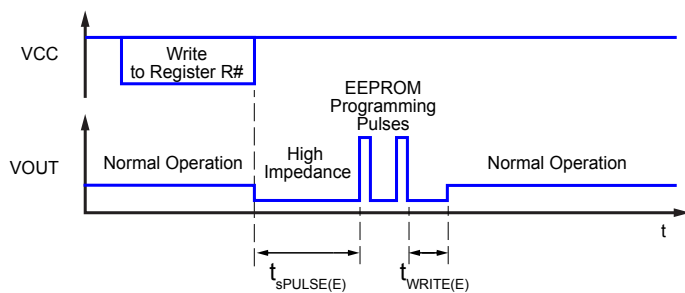 VCC
Write
to Register R#
EEPROM
Programming
Pulses
VOUT
Normal Operation
High
Impedance
Normal Operation
t
tsPULSE(E)
tWRITE(E)